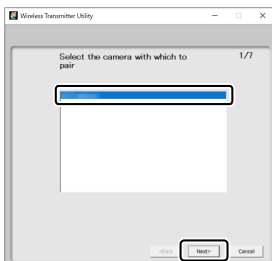 Wireless Transmitter Utility
Select the camera with which to 1/7
pair
<Back Next> Cancel